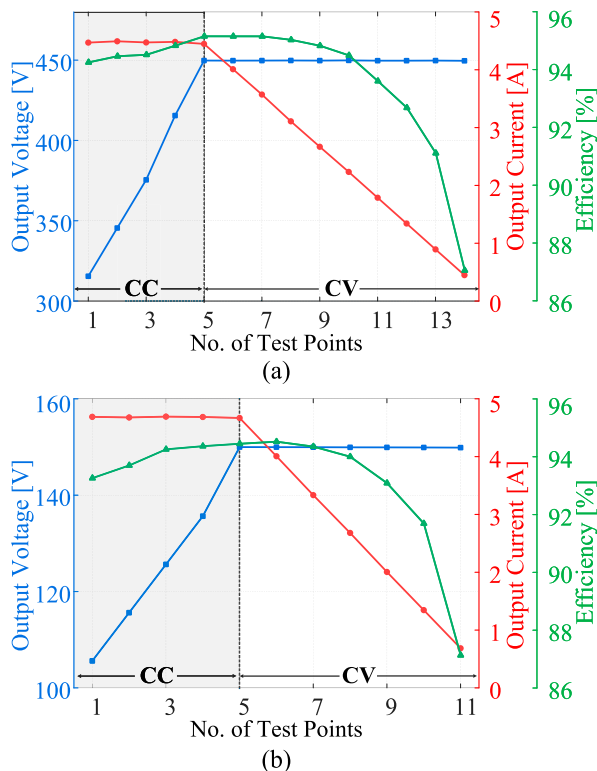 450
400
350
300
Output Voltage [V]
5
4
3
2
1
0
Output Current [A]
96
94
92
90
88
86
Efficiency [%]
CC
CV
1 3 5 7 9 11 13
No. of Test Points
(a)
160
140
120
100
Output Voltage [V]
5
4
3
2
1
0
Output Current [A]
96
94
92
90
88
86
Efficiency [%]
CC
CV
1 3 5 7 9 11
No. of Test Points
(b)